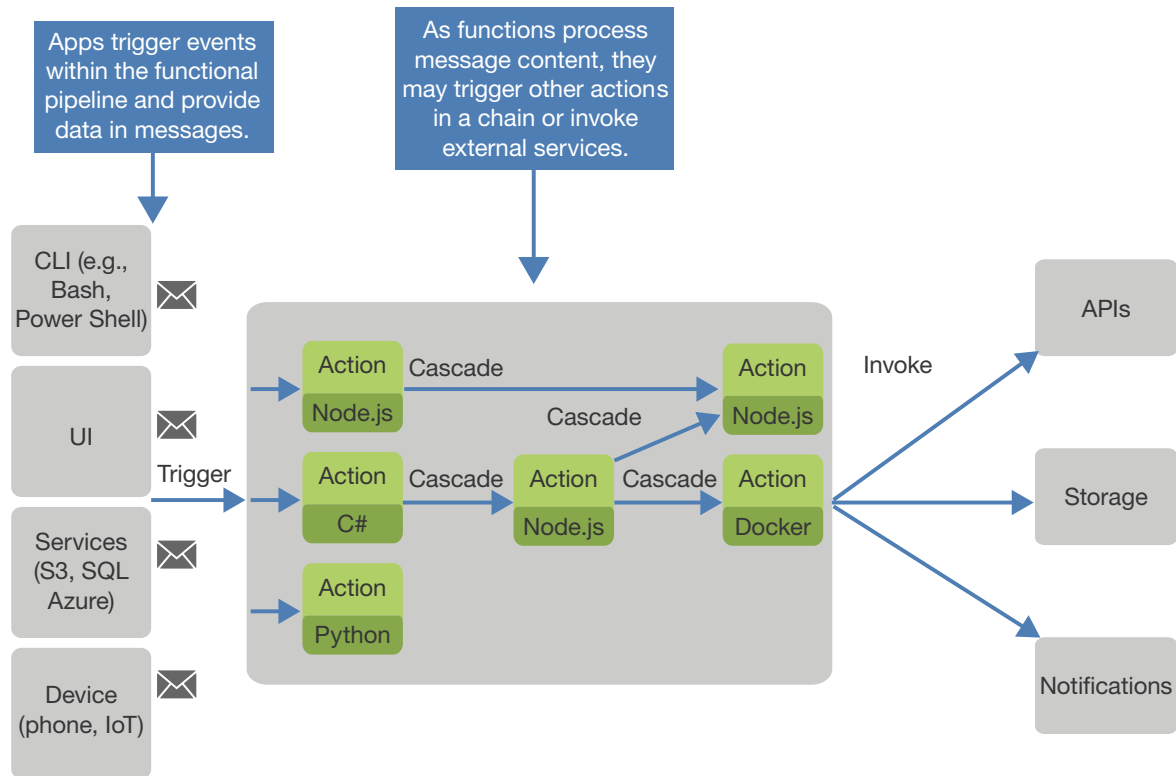 Apps trigger events
within the functional
pipeline and provide
data in messages.
As functions process
message content, they
may trigger other actions
in a chain or invoke
external services.
CLI (e.g.,
Bash,
Power Shell)
UI
Services
(S3, SQL
Azure)
Device
(phone, IoT)
Trigger
Action
Node.js
Cascade
Action
Node.js
Cascade
Action
C#
Cascade
Action
Node.js
Cascade
Action
Docker
Action
Python
Invoke
APIs
Storage
Notifications